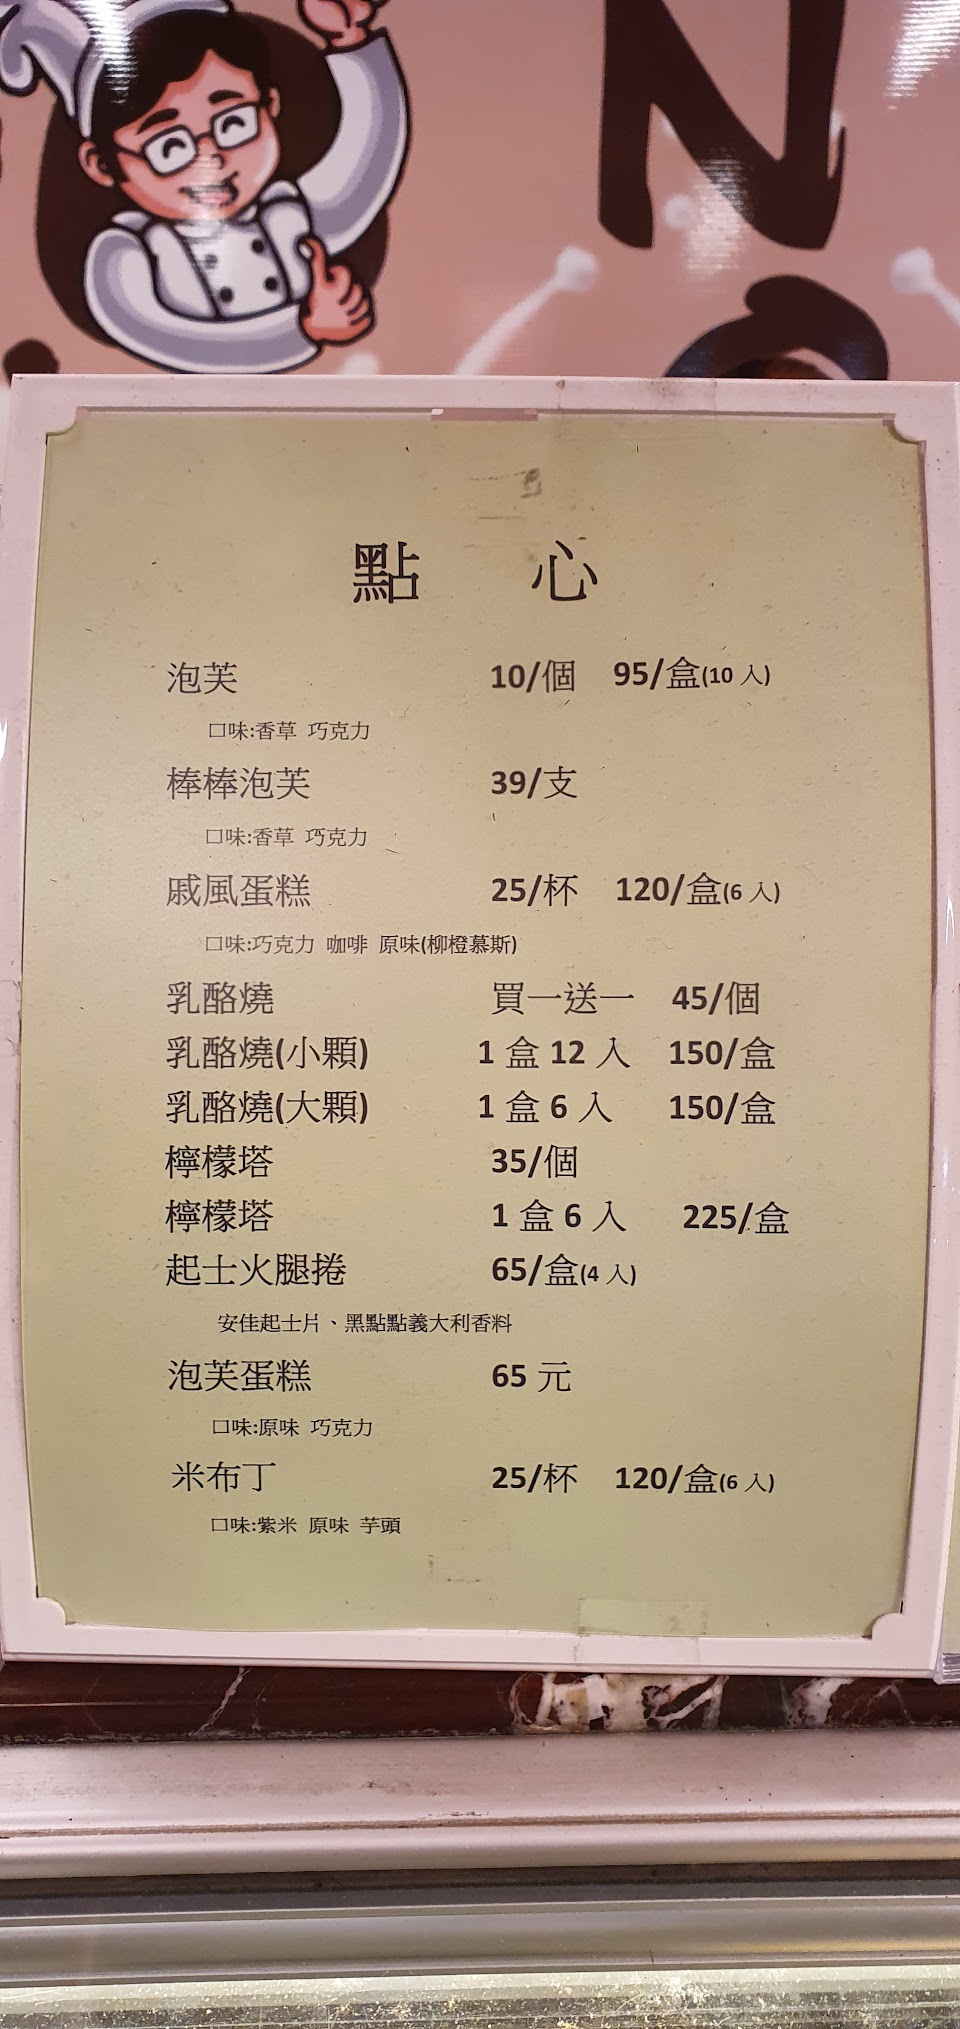 N
點 心
泡芙 10/個 95/盒(10 入)
口味:香草 巧克力
棒棒泡芙 39/支
口味:香草 巧克力
戚風蛋糕 25/杯 120/盒(6 入)
口味:巧克力 咖啡 原味(柳橙慕斯)
乳酪燒 買一送一 45/個
乳酪燒(小顆) 1 盒 12 入 150/盒
乳酪燒(大顆) 1 盒 6 入 150/盒
檸檬塔 35/個
檸檬塔 1 盒 6 入 225/盒
起士火腿捲 65/盒(4 入)
安佳起士片、黑點點義大利香料
泡芙蛋糕 65 元
口味:原味 巧克力
米布丁 25/杯 120/盒(6 入)
口味:紫米 原味 芋頭